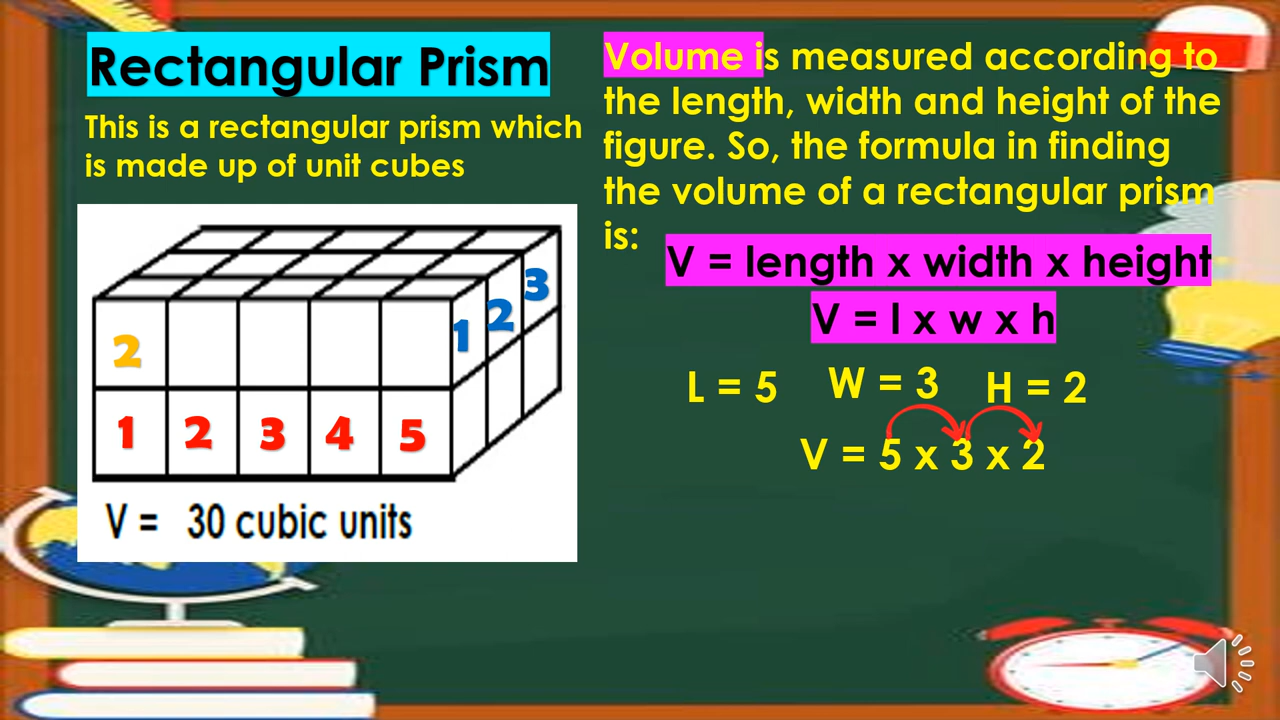 Rectangular Prism
This is a rectangular prism which
is made up of unit cubes
2
1 2 3
1 2 3 4 5
V = 30 cubic units
Volume is measured according to
the length, width and height of the
figure. So, the formula in finding
the volume of a rectangular prism
is:
V = length x width x height
V = l x w x h
L = 5 W = 3 H = 2
V = 5 x 3 x 2